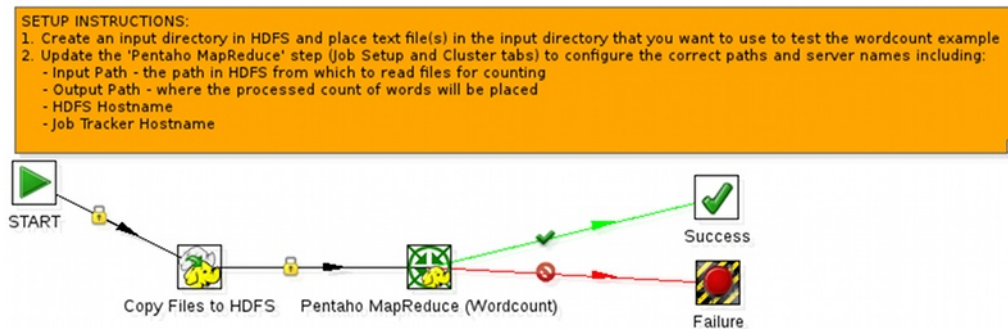 SETUP INSTRUCTIONS:
1. Create an input directory in HDFS and place text file(s) in the input directory that you want to use to test the wordcount example
2. Update the 'Pentaho MapReduce' step (Job Setup and Cluster tabs) to configure the correct paths and server names including:
- Input Path - the path in HDFS from which to read files for counting
- Output Path - where the processed count of words will be placed
- HDFS Hostname
- Job Tracker Hostname
START
Success
Copy Files to HDFS
Pentaho MapReduce (Wordcount)
Failure